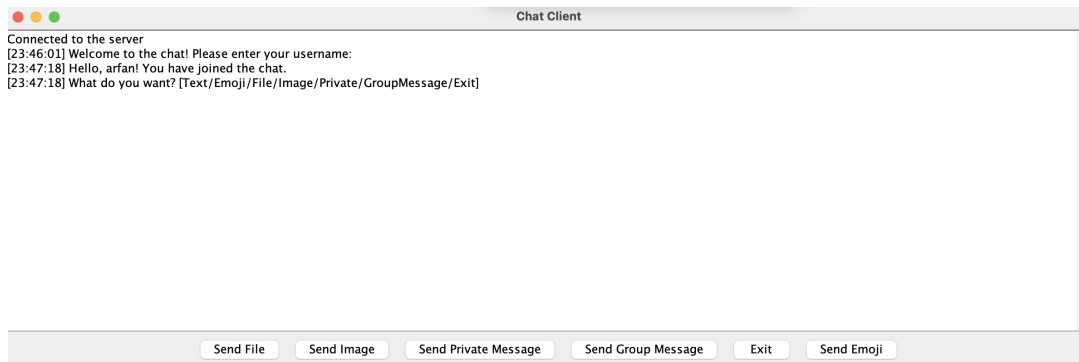 Chat Client
Connected to the server
[23:46:01] Welcome to the chat! Please enter your username:
[23:47:18] Hello, arfan! You have joined the chat.
[23:47:18] What do you want? [Text/Emoji/File/Image/Private/GroupMessage/Exit]
Send File Send Image Send Private Message Send Group Message Exit Send Emoji